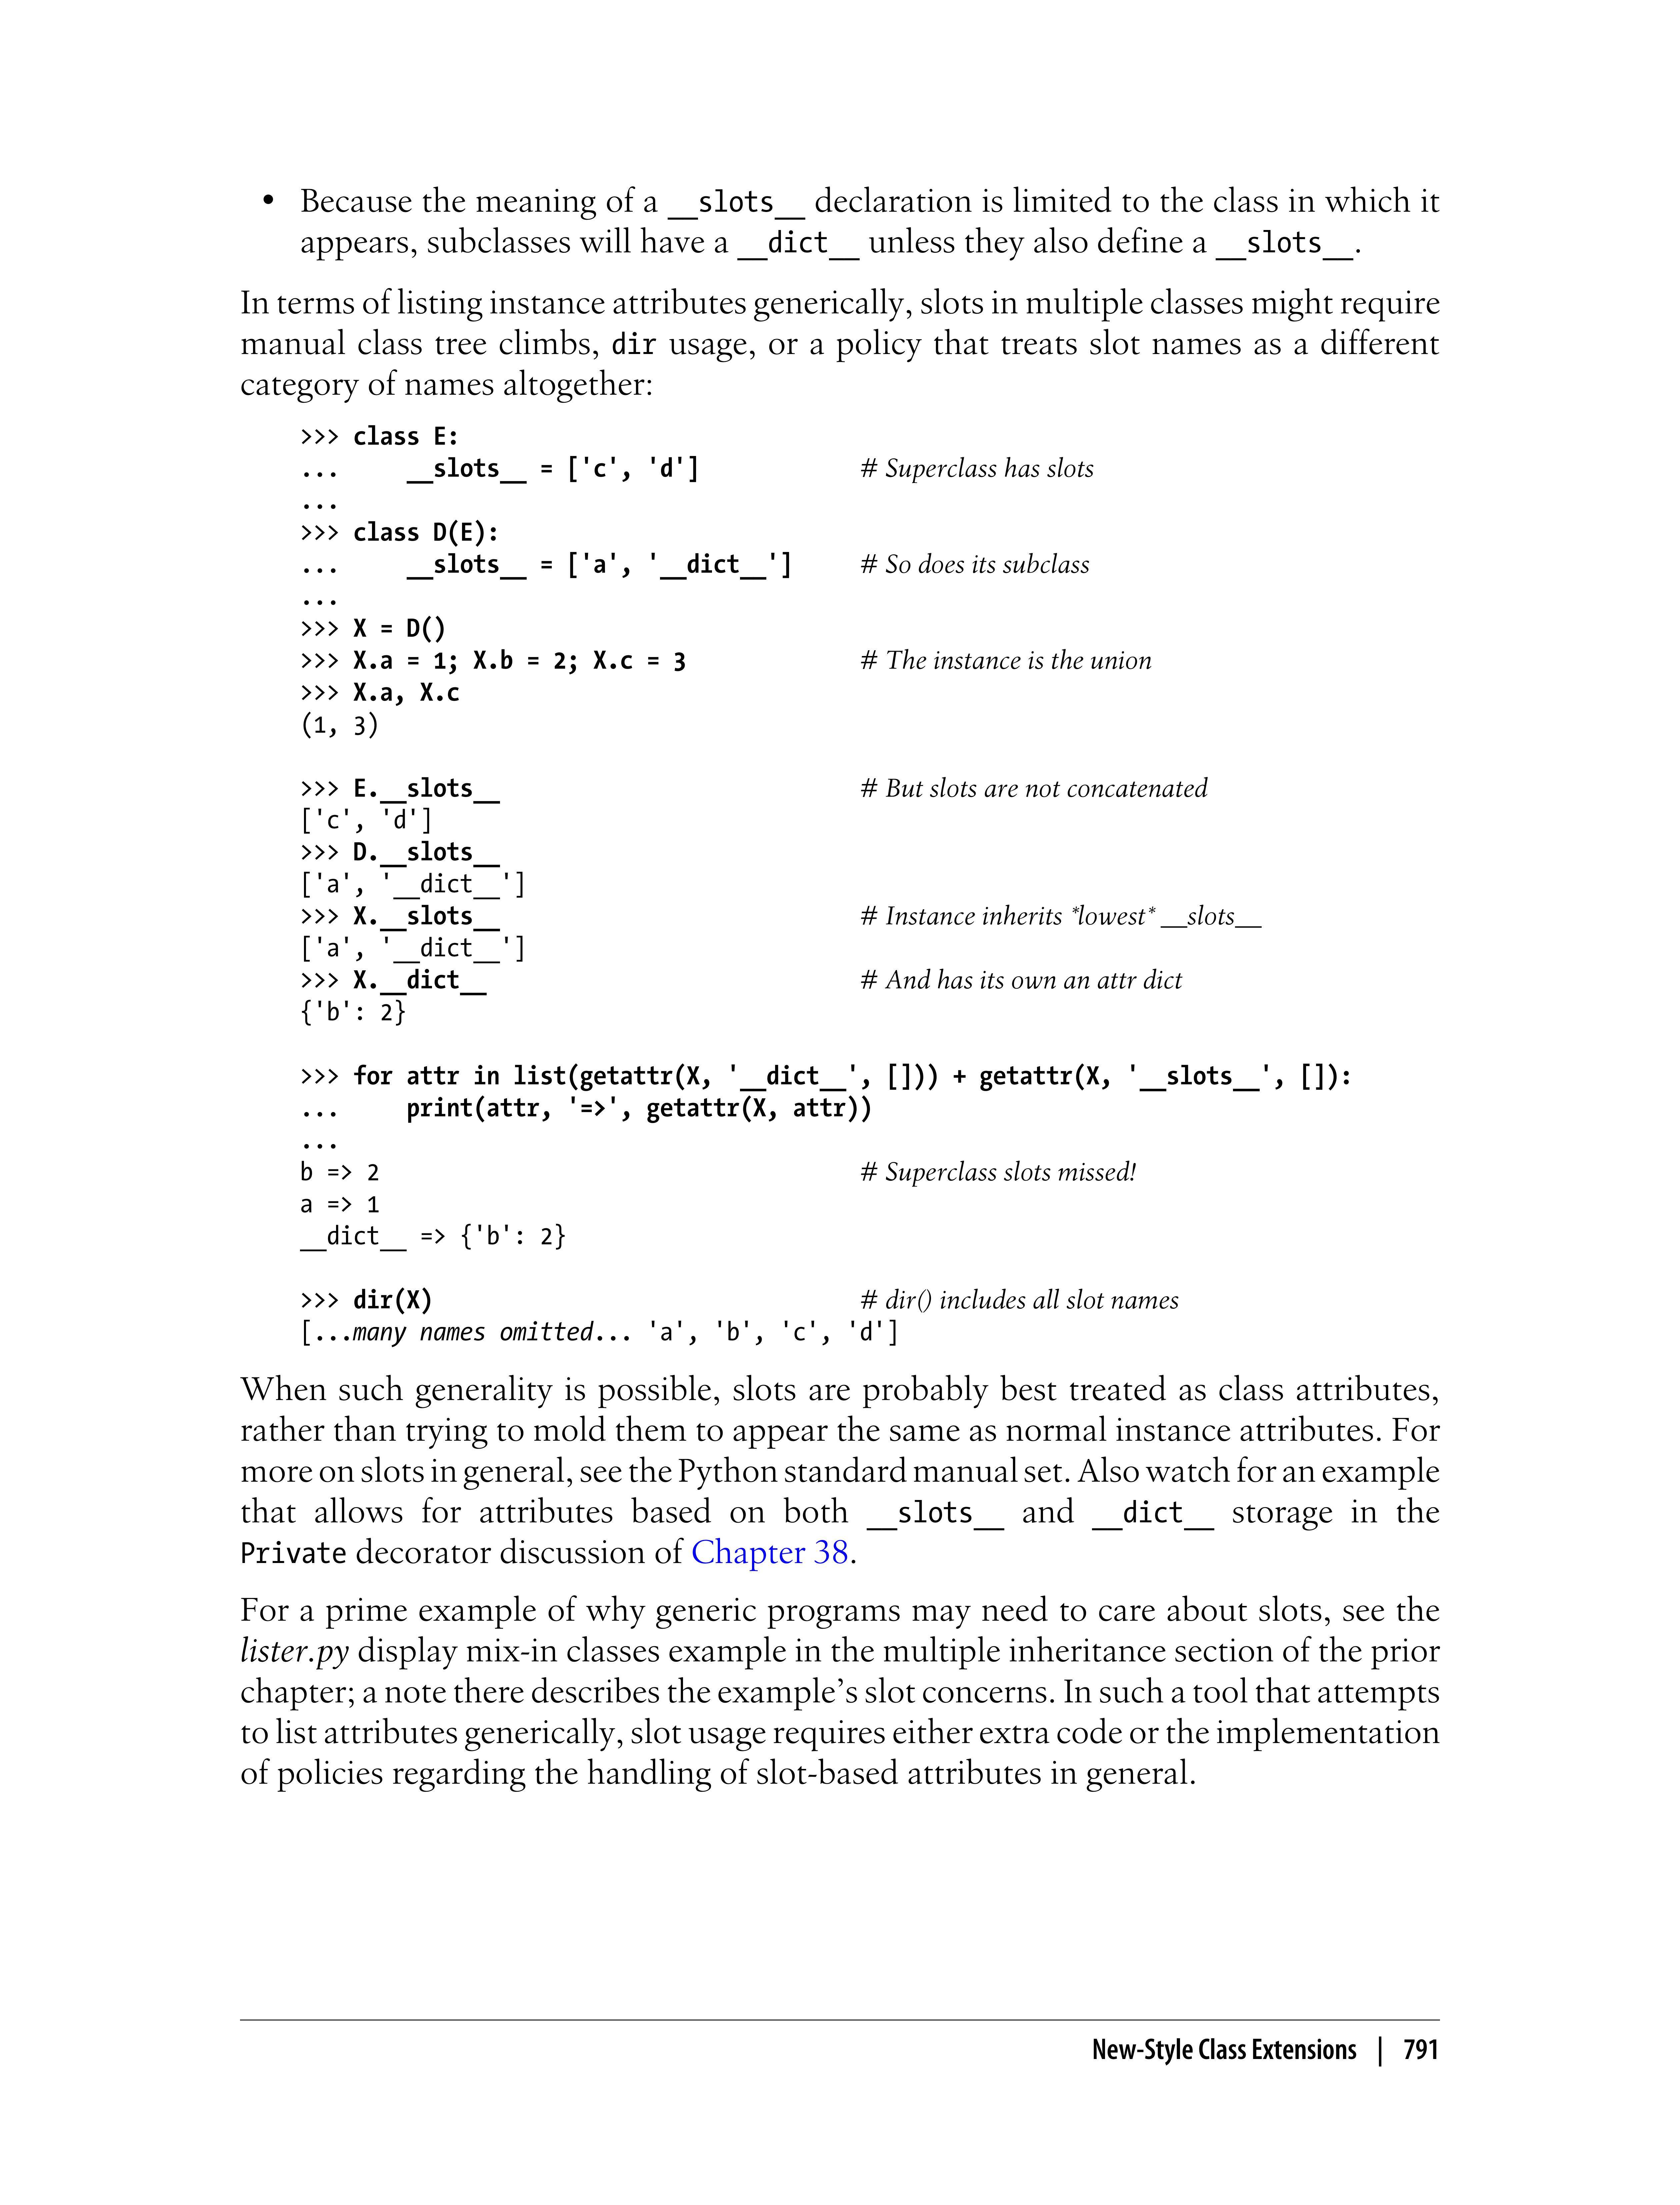 • Because the meaning of a __slots__ declaration is limited to the class in which it
appears, subclasses will have a __dict__ unless they also define a __slots__.
In terms of listing instance attributes generically, slots in multiple classes might require
manual class tree climbs, dir usage, or a policy that treats slot names as a different
category of names altogether:
>>> class E:
...     __slots__ = ['c', 'd']            # Superclass has slots
...
>>> class D(E):
...     __slots__ = ['a', '__dict__']     # So does its subclass
...
>>> X = D()
>>> X.a = 1; X.b = 2; X.c = 3             # The instance is the union
>>> X.a, X.c
(1, 3)
>>> E.__slots__                           # But slots are not concatenated
['c', 'd']
>>> D.__slots__
['a', '__dict__']
>>> X.__slots__                           # Instance inherits *lowest* __slots__
['a', '__dict__']
>>> X.__dict__                            # And has its own an attr dict
{'b': 2}
>>> for attr in list(getattr(X, '__dict__', [])) + getattr(X, '__slots__', []):
...     print(attr, '=>', getattr(X, attr))
...
b => 2                                    # Superclass slots missed!
a => 1
__dict__ => {'b': 2}
>>> dir(X)                                # dir() includes all slot names
[...many names omitted... 'a', 'b', 'c', 'd']
When such generality is possible, slots are probably best treated as class attributes,
rather than trying to mold them to appear the same as normal instance attributes. For
more on slots in general, see the Python standard manual set. Also watch for an example
that allows for attributes based on both __slots__ and __dict__ storage in the
Private decorator discussion of Chapter 38.
For a prime example of why generic programs may need to care about slots, see the
lister.py display mix-in classes example in the multiple inheritance section of the prior
chapter; a note there describes the example’s slot concerns. In such a tool that attempts
to list attributes generically, slot usage requires either extra code or the implementation
of policies regarding the handling of slot-based attributes in general.
New-Style Class Extensions | 791